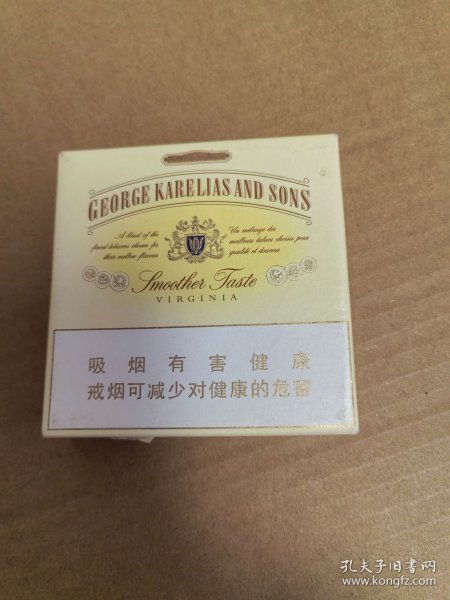 GEORGE KARELIAS AND SONS
A blend of the
finest tobaccos chosen for
their mellow flavour
Un mélange des
meilleurs tabacs choisis pour
qualité et douceur
Smoother Taste
VIRGINIA
吸烟有害健康
戒烟可减少对健康的危害
孔夫子旧书网
www.kongfz.com